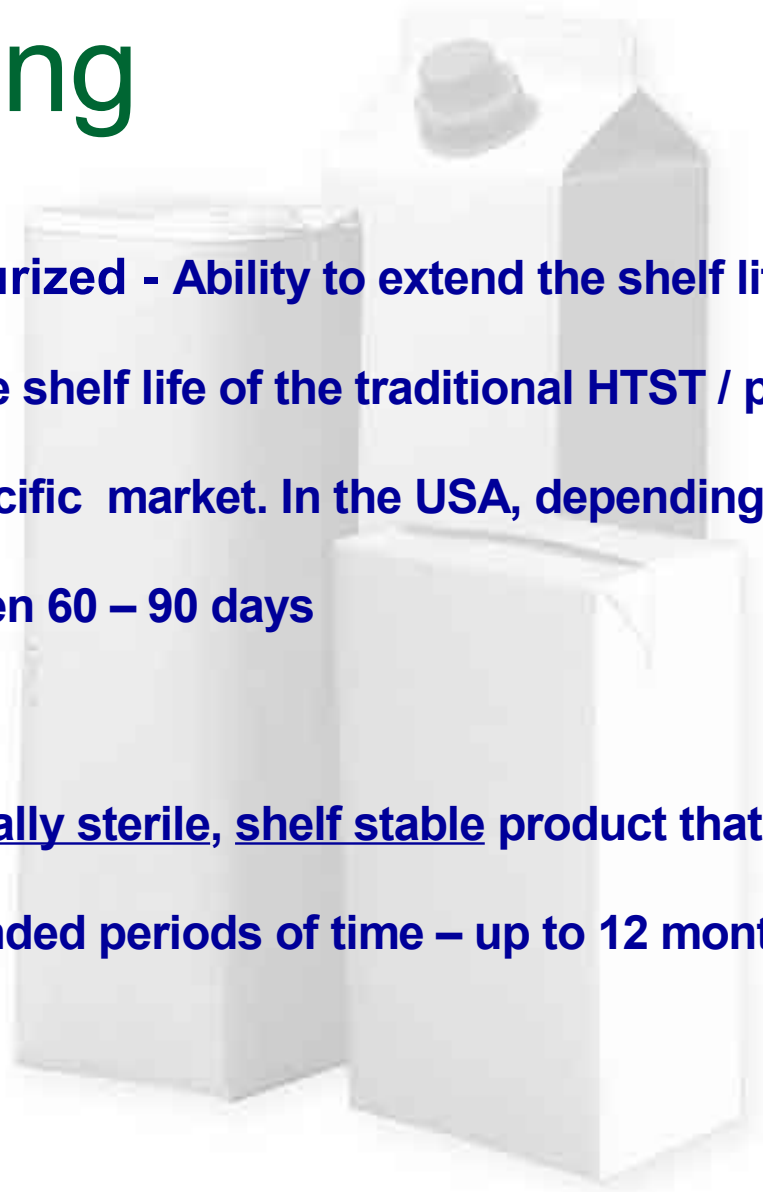 ng
urized - Ability to extend the shelf li
e shelf life of the traditional HTST / p
cific market. In the USA, depending
en 60 – 90 days
ally sterile, shelf stable product that
nded periods of time – up to 12 mont